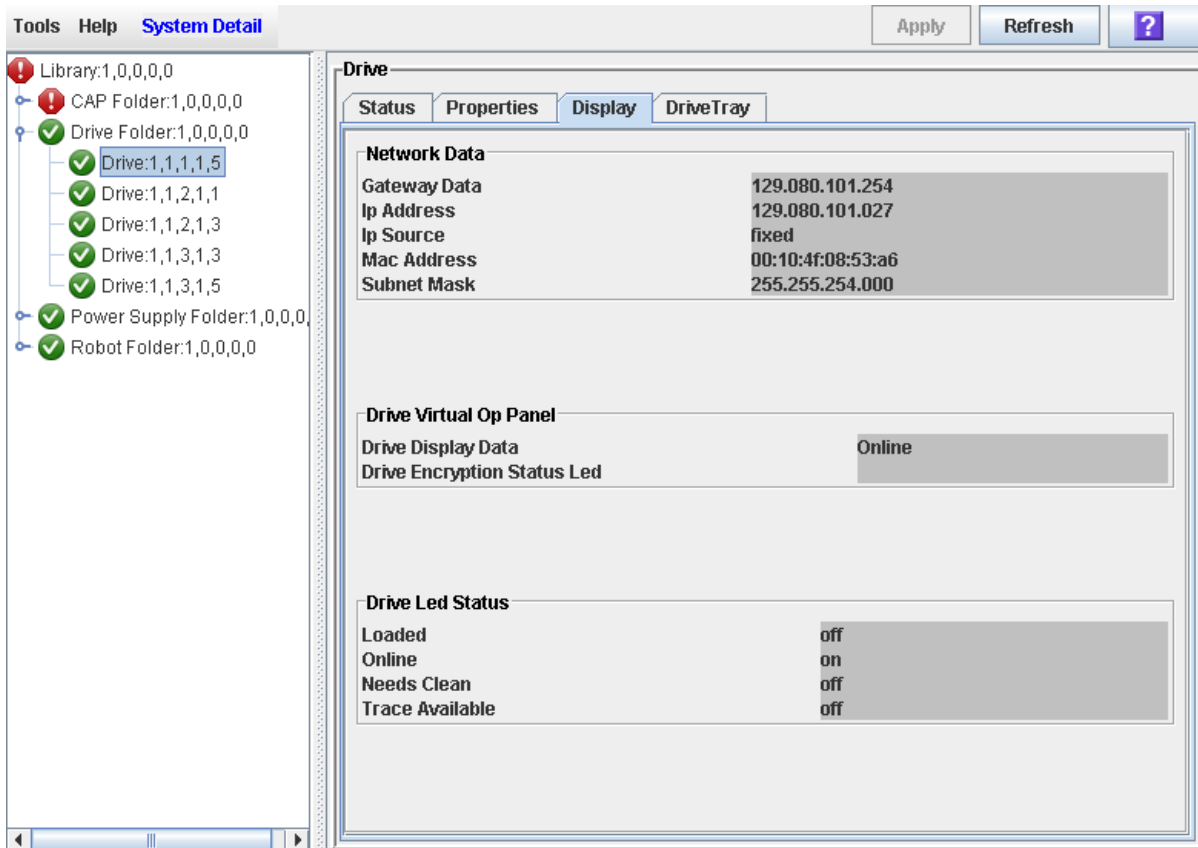 Tools Help System Detail Apply Refresh ?
Library:1,0,0,0,0
CAP Folder:1,0,0,0,0
Drive Folder:1,0,0,0,0
Drive:1,1,1,1,5
Drive:1,1,2,1,1
Drive:1,1,2,1,3
Drive:1,1,3,1,3
Drive:1,1,3,1,5
Power Supply Folder:1,0,0,0,
Robot Folder:1,0,0,0,0
Drive
Status Properties Display DriveTray
Network Data
Gateway Data 129.080.101.254
Ip Address 129.080.101.027
Ip Source fixed
Mac Address 00:10:4f:08:53:a6
Subnet Mask 255.255.254.000
Drive Virtual Op Panel
Drive Display Data Online
Drive Encryption Status Led
Drive Led Status
Loaded off
Online on
Needs Clean off
Trace Available off